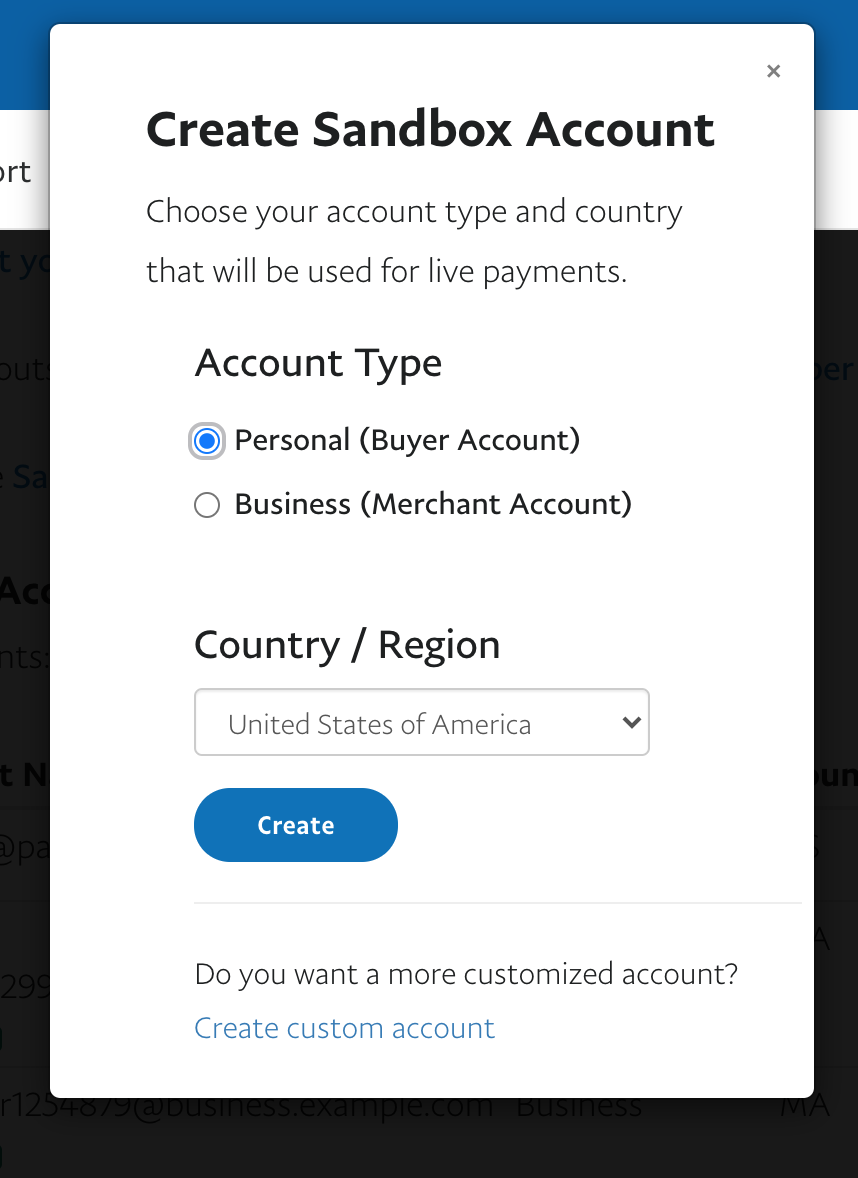 ×
Create Sandbox Account
ort
Choose your account type and country
that will be used for live payments.
Account Type
Personal (Buyer Account)
Business (Merchant Account)
Country / Region
United States of America
Create
@pa
299
Do you want a more customized account?
Create custom account
r1254879@business.example.com Business MA